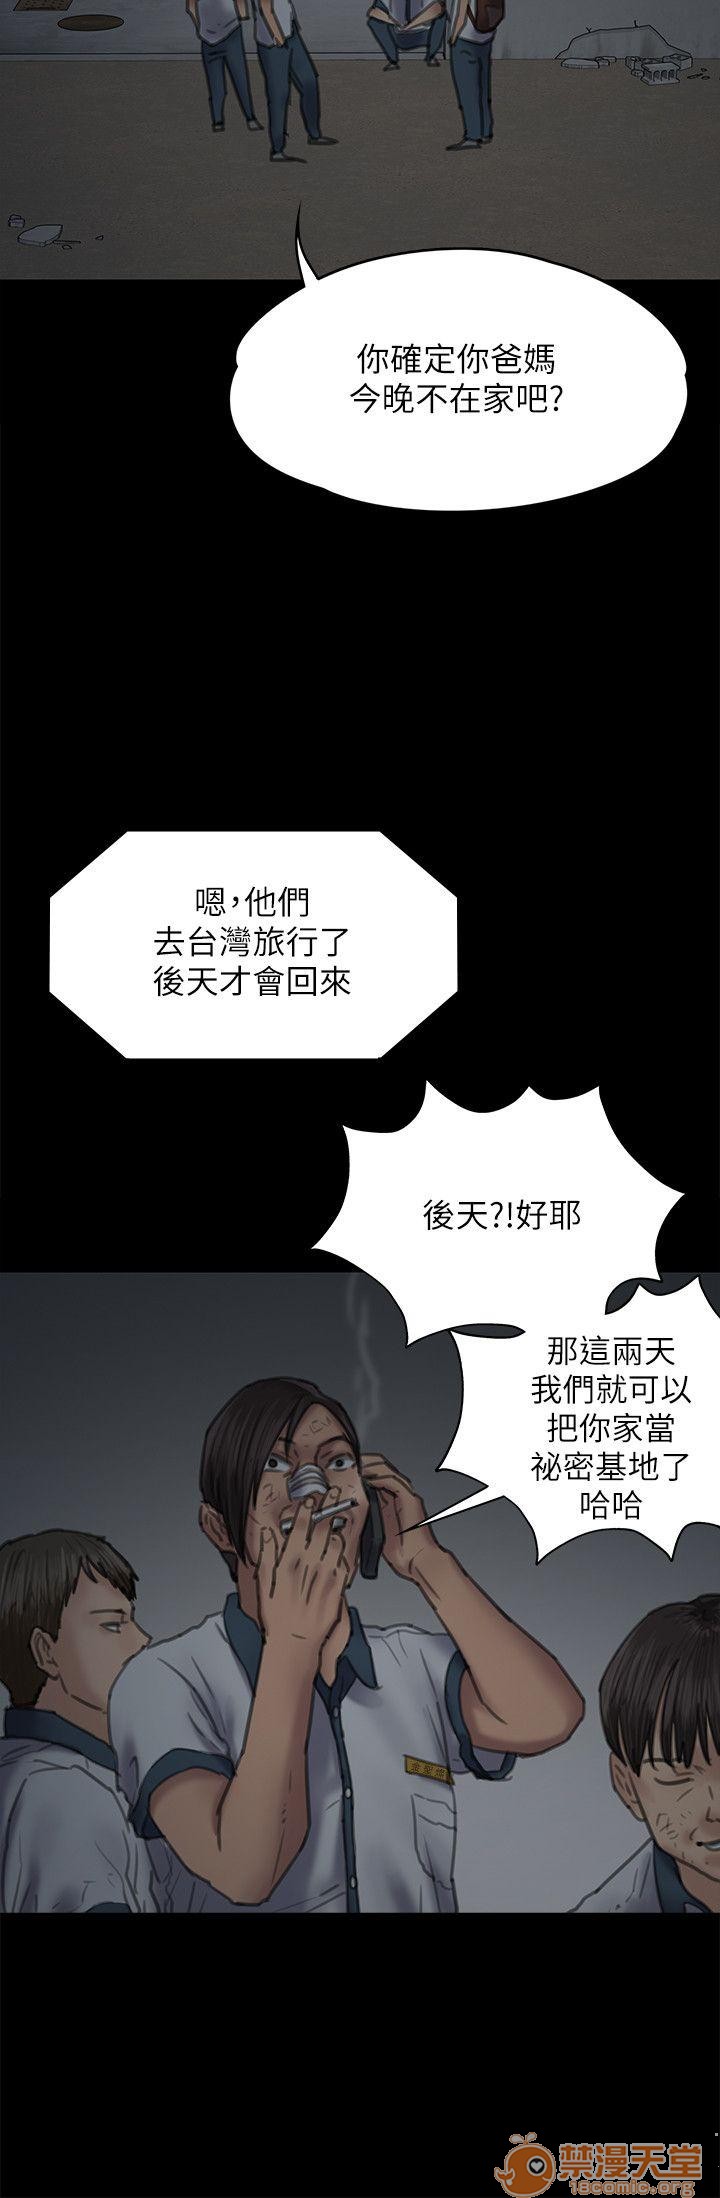 你確定你爸媽
今晚不在家吧?
嗯,他們
去台灣旅行了
後天才會回來
後天?!好耶
那這兩天
我們就可以
把你家當
祕密基地了
哈哈
禁漫天堂
18comic.org